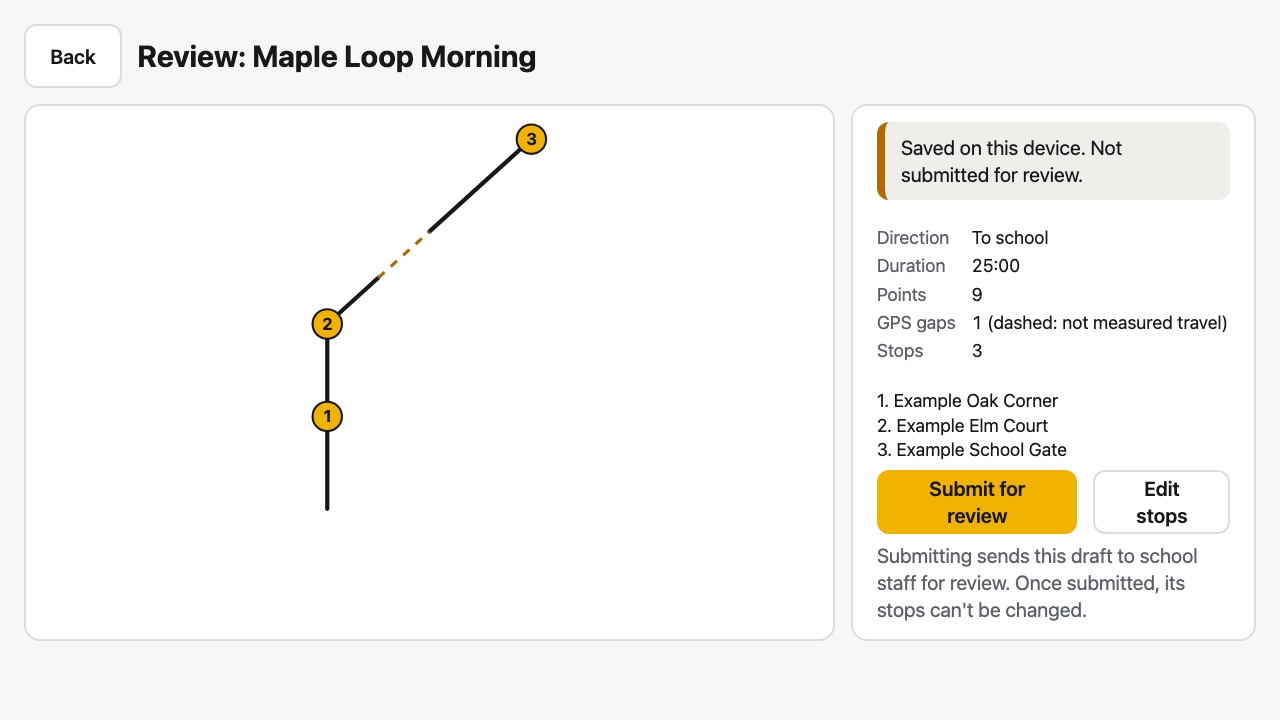 Back
Review: Maple Loop Morning
3
2
1
Saved on this device. Not
submitted for review.
Direction To school
Duration 25:00
Points 9
GPS gaps 1 (dashed: not measured travel)
Stops 3
1. Example Oak Corner
2. Example Elm Court
3. Example School Gate
Submit for
review
Edit
stops
Submitting sends this draft to school
staff for review. Once submitted, its
stops can't be changed.